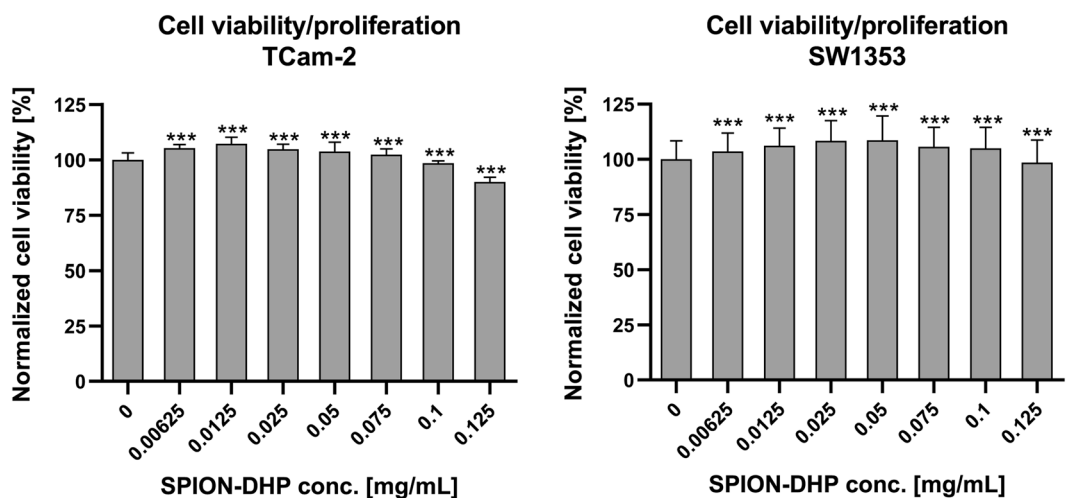 Cell viability/proliferation
TCam-2
Normalized cell viability [%]
125
100
75
50
25
0
*** *** *** *** *** *** ***
0 0.00625 0.0125 0.025 0.05 0.075 0.1 0.125
SPION-DHP conc. [mg/mL]
Cell viability/proliferation
SW1353
Normalized cell viability [%]
125
100
75
50
25
0
*** *** *** *** *** *** ***
0 0.00625 0.0125 0.025 0.05 0.075 0.1 0.125
SPION-DHP conc. [mg/mL]